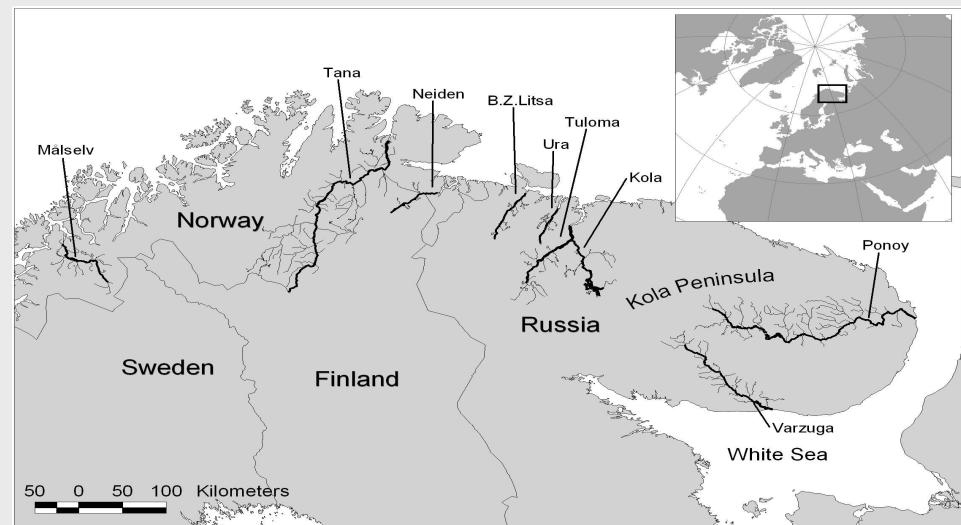 Tana
Neiden
B.Z.Litsa
Tuloma
Ura
Målselv
Kola
Norway
Ponoy
Kola Peninsula
Russia
Sweden
Finland
Varzuga
White Sea
50 0 50 100 Kilometers